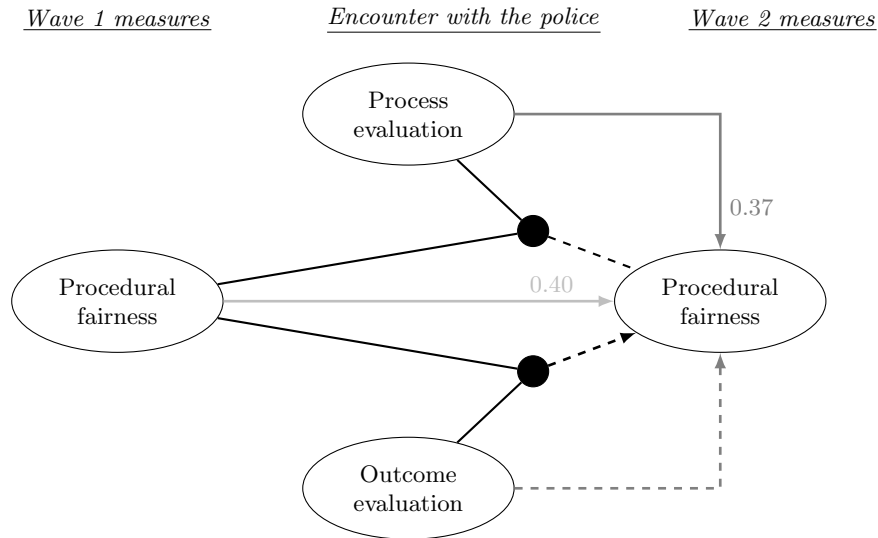 Wave 1 measures
Encounter with the police
Wave 2 measures
Process
evaluation
0.37
Procedural
fairness
0.40
Procedural
fairness
Outcome
evaluation